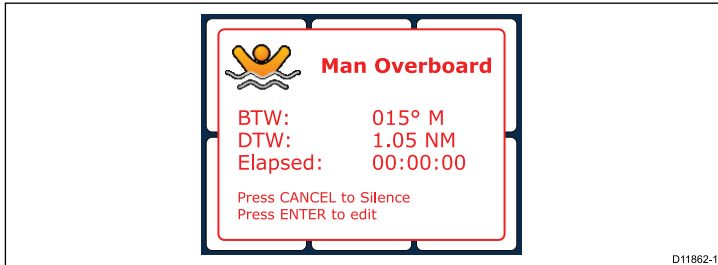 Man Overboard
BTW: 015° M
DTW: 1.05 NM
Elapsed: 00:00:00
Press CANCEL to Silence
Press ENTER to edit
D11862-1